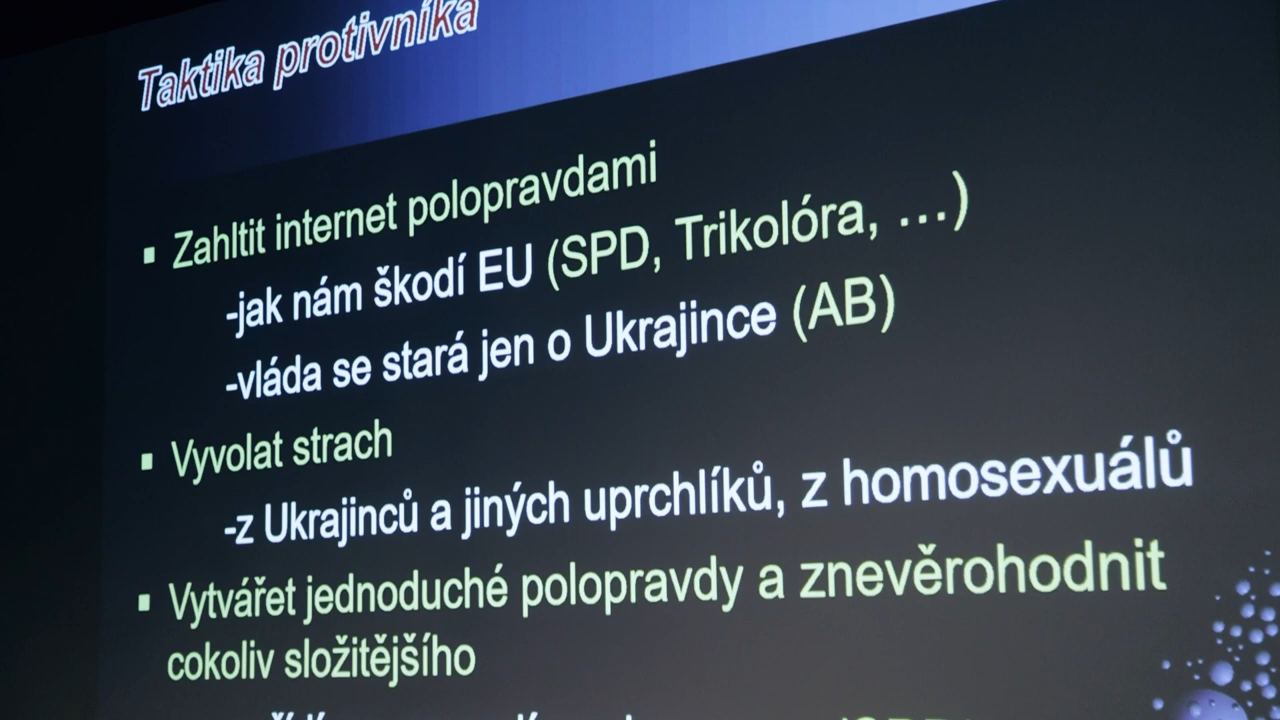 Taktika protivníka
▪ Zahltit internet polopravdami
-jak nám škodí EU (SPD, Trikolóra, ...)
-vláda se stará jen o Ukrajince (AB)
▪ Vyvolat strach
-z Ukrajinců a jiných uprchlíků, z homosexuálů
▪ Vytvářet jednoduché polopravdy a znevěrohodnit
cokoliv složitějšího